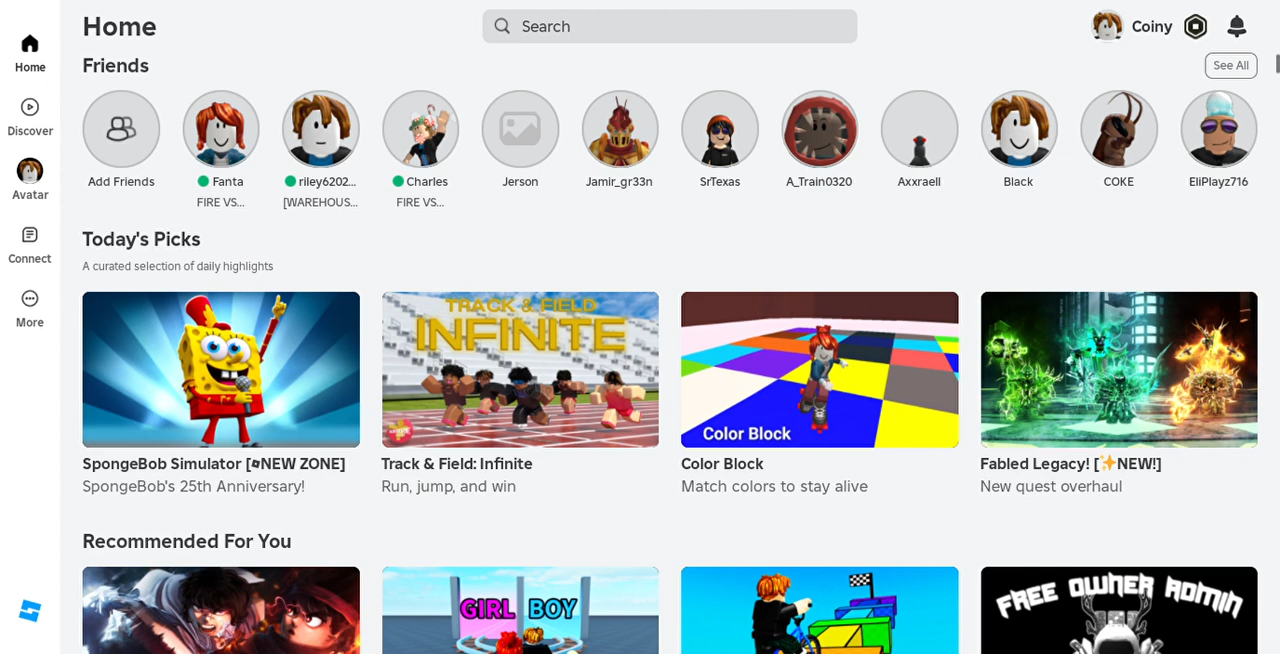 Home
Search
Coiny
Home
Discover
Avatar
Connect
More
Friends
See All
Add Friends
Fanta
FIRE VS...
riley6202...
[WAREHOUS...
Charles
FIRE VS...
Jerson
Jamir_gr33n
SrTexas
A_Train0320
Axxraell
Black
COKE
EliPlayz716
Today's Picks
A curated selection of daily highlights
TRACK & FIELD
INFINITE
Color Block
SpongeBob Simulator [NEW ZONE]
SpongeBob's 25th Anniversary!
Track & Field: Infinite
Run, jump, and win
Color Block
Match colors to stay alive
Fabled Legacy! [✨NEW!]
New quest overhaul
Recommended For You
GIRL BOY
FREE OWNER ADMIN